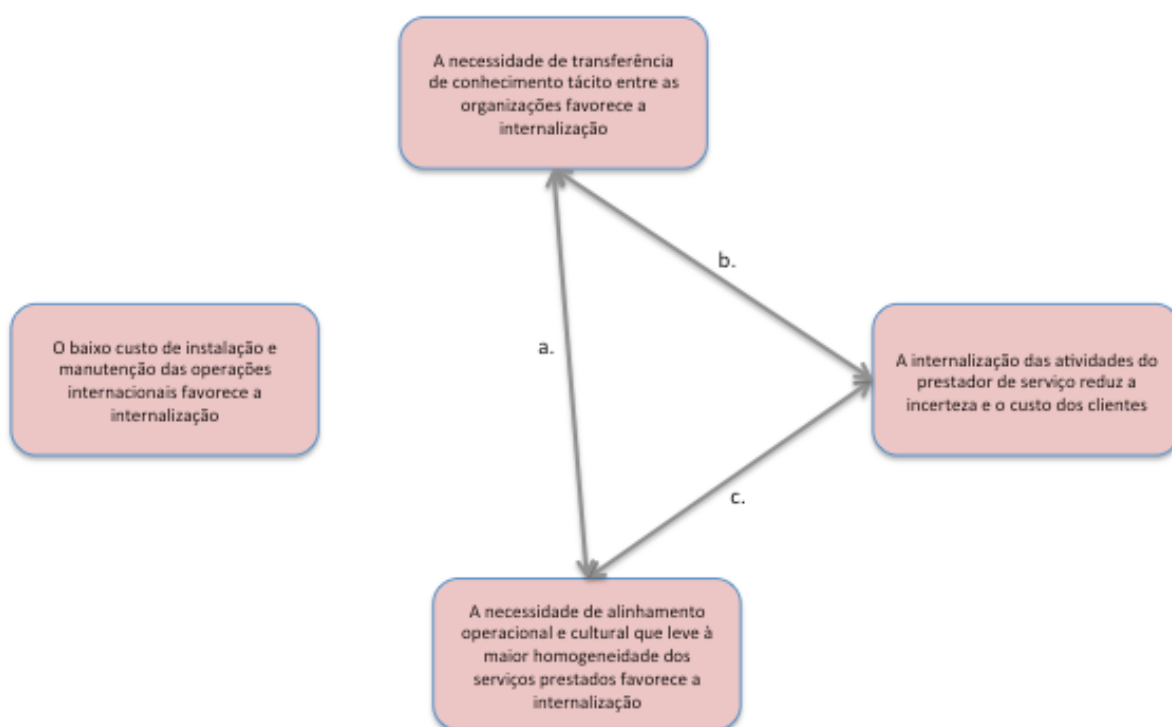 A necessidade de transferência
de conhecimento tácito entre as
organizações favorece a
internalização
b.
a.
O baixo custo de instalação e
manutenção das operações
internacionais favorece a
internalização
A internalização das atividades do
prestador de serviço reduz a
incerteza e o custo dos clientes
c.
A necessidade de alinhamento
operacional e cultural que leve à
maior homogeneidade dos
serviços prestados favorece a
internalização